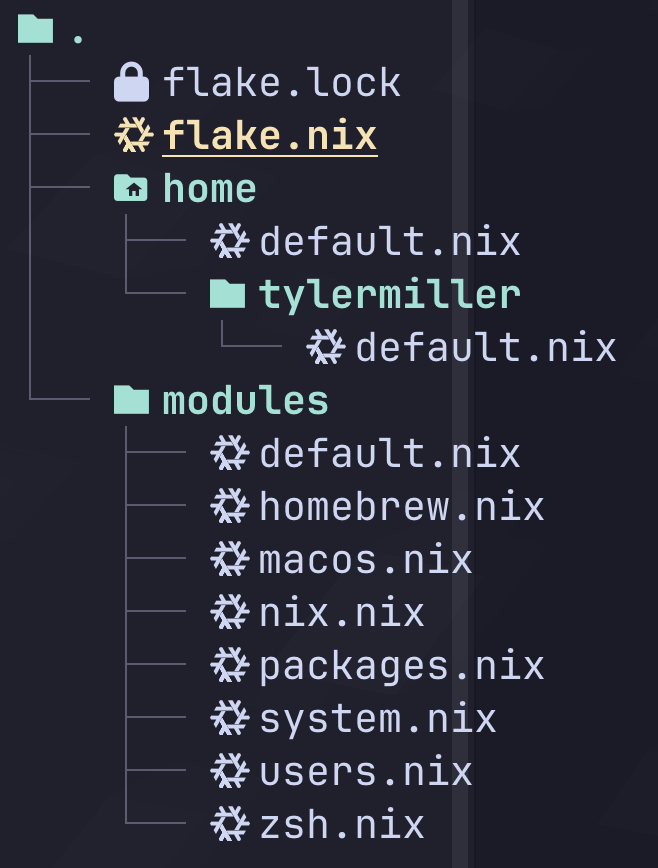 .
flake.lock
flake.nix
home
default.nix
tylermiller
default.nix
modules
default.nix
homebrew.nix
macos.nix
nix.nix
packages.nix
system.nix
users.nix
zsh.nix